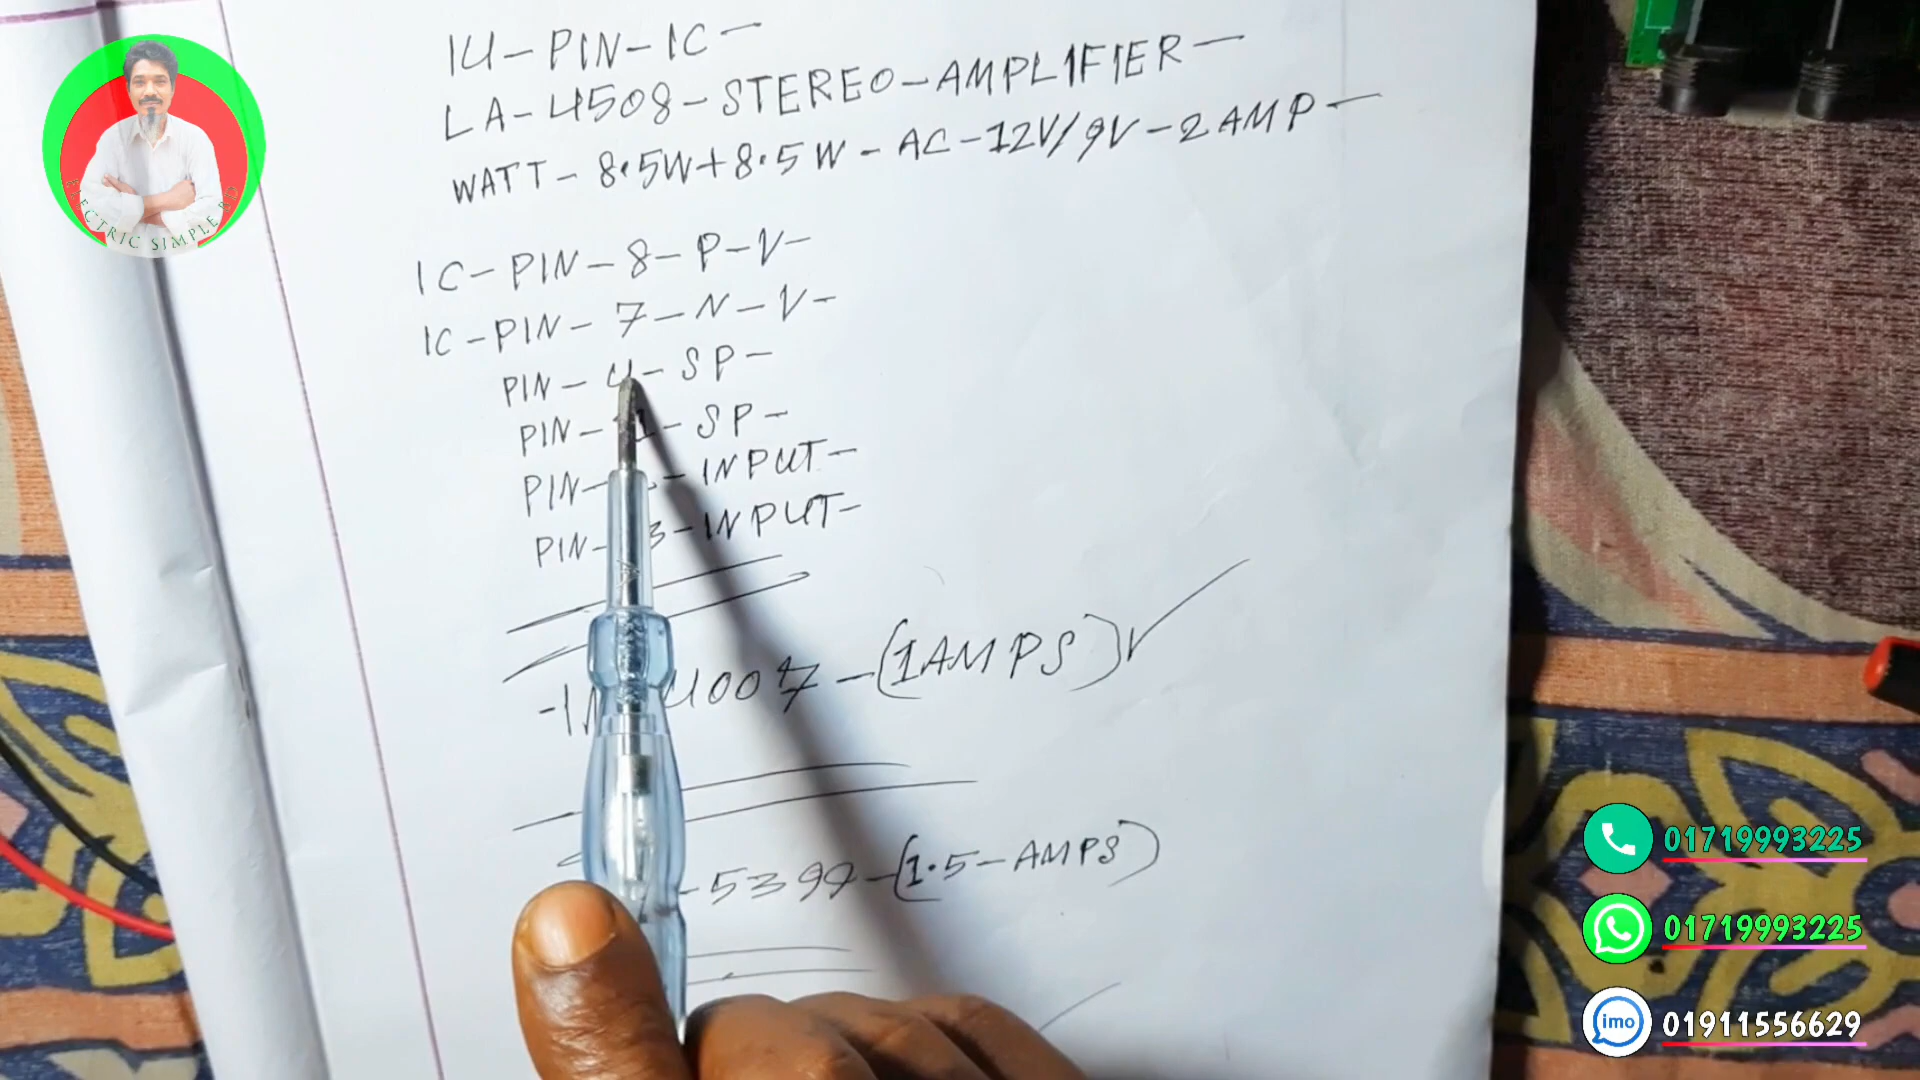 14-PIN-IC-
LA-4508-STEREO-AMPLIFIER-
WATT-8.5W+8.5W-AC-12V/9V-2AMP-
IC-PIN-8-P-V-
IC-PIN-7-N-V-
PIN-4-SP-
PIN- -SP-
PIN- -INPUT-
PIN- -INPUT-
4007-(1AMPS)✓
-5399-(1.5-AMPS)
ELECTRIC SIMPLE BD
01719993225
01719993225
imo 01911556629